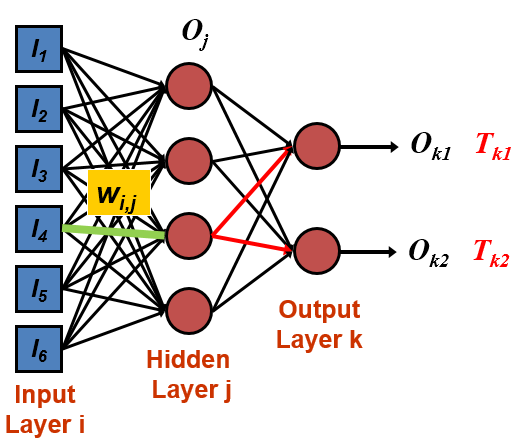 I1
I2
I3
I4
I5
I6
Input
Layer i
wi,j
Oj
Hidden
Layer j
Output
Layer k
Ok1 Tk1
Ok2 Tk2